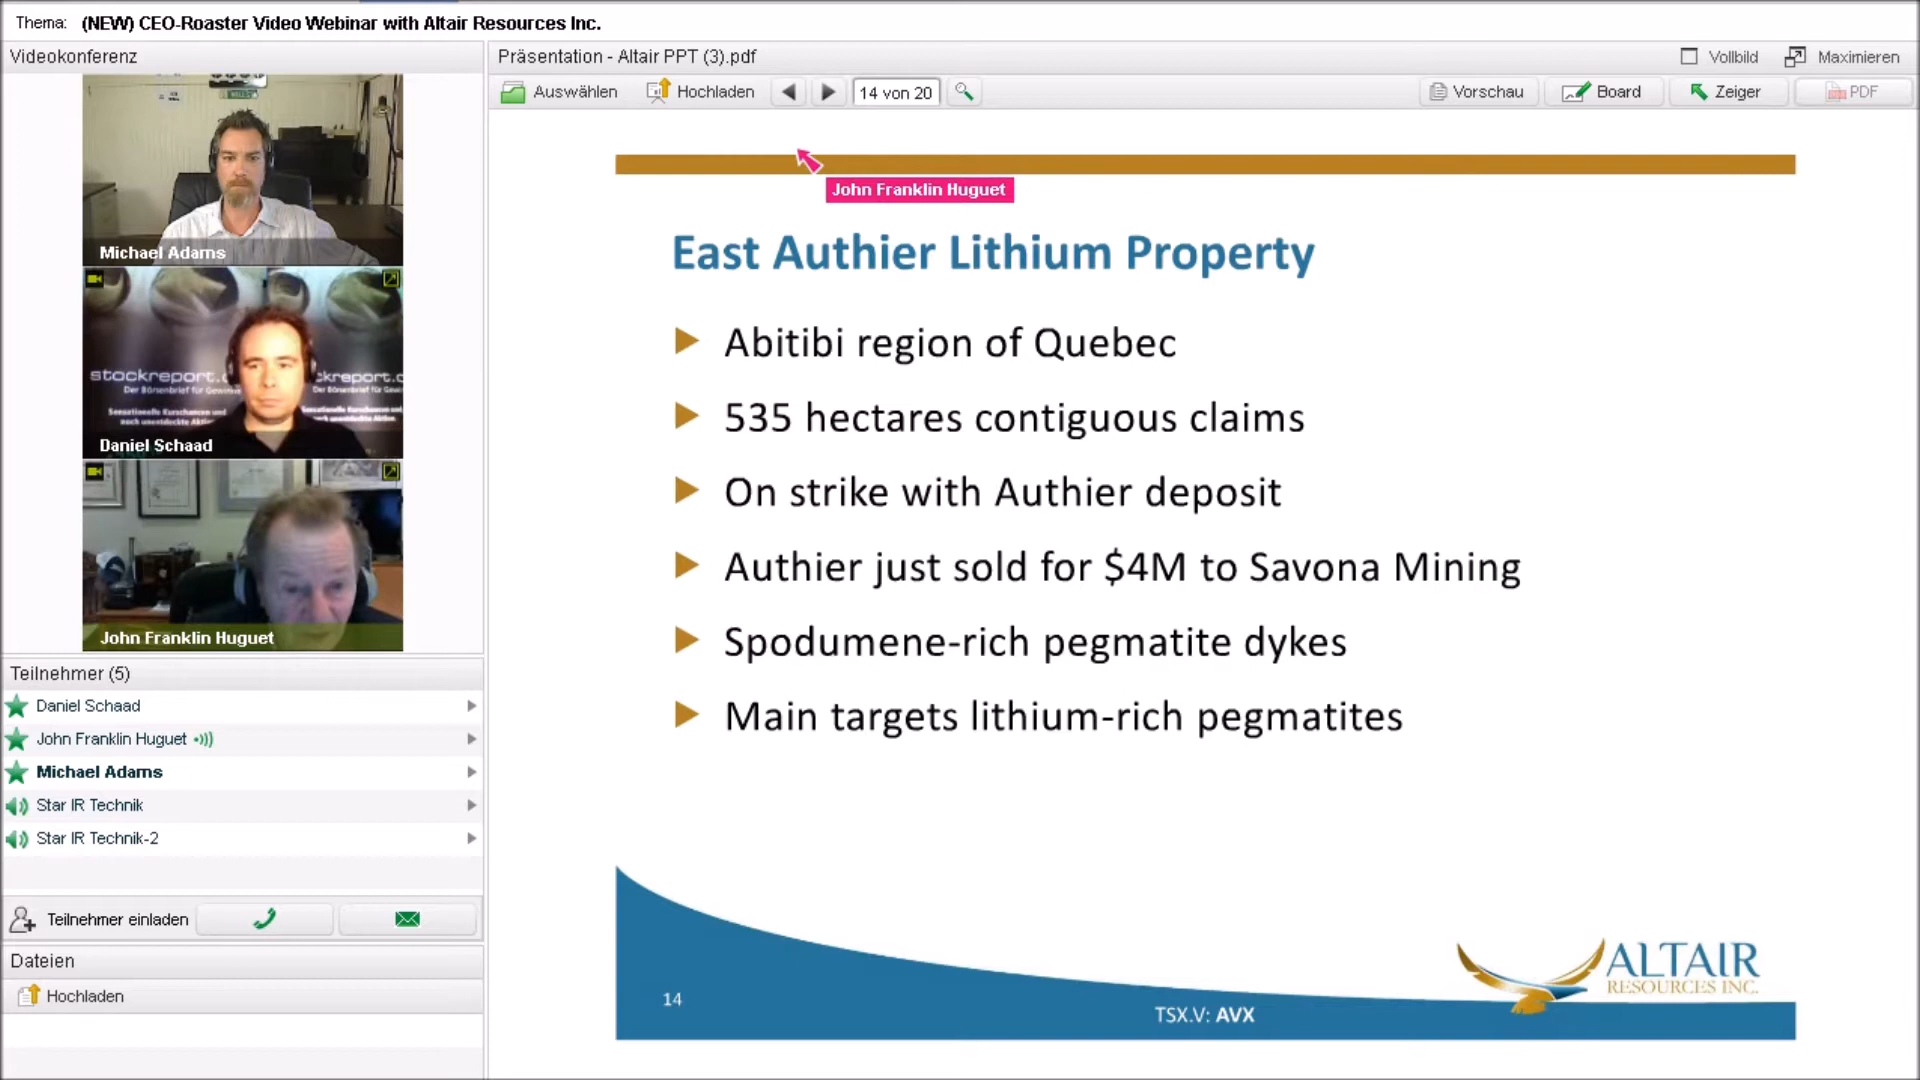 Thema: (NEW) CEO-Roaster Video Webinar with Altair Resources Inc.
Videokonferenz
Michael Adams
stockreport.
Der Börsenbrief für
Daniel Schaad
John Franklin Huguet
Teilnehmer (5)
Daniel Schaad
John Franklin Huguet
Michael Adams
Star IR Technik
Star IR Technik-2
Teilnehmer einladen
Dateien
Hochladen
Präsentation - Altair PPT (3).pdf
Vollbild
Maximieren
Auswählen
Hochladen
14 von 20
Vorschau
Board
Zeiger
PDF
John Franklin Huguet
East Authier Lithium Property
Abitibi region of Quebec
535 hectares contiguous claims
On strike with Authier deposit
Authier just sold for $4M to Savona Mining
Spodumene-rich pegmatite dykes
Main targets lithium-rich pegmatites
14
TSX.V: AVX
ALTAIR
RESOURCES INC.